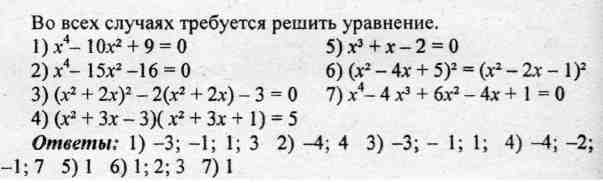 Во всех случаях требуется решить уравнение.
1) x⁴– 10x² + 9 = 0 5) x³ + x – 2 = 0
2) x⁴– 15x² –16 = 0 6) (x² – 4x + 5)² = (x² – 2x – 1)²
3) (x² + 2x)² – 2(x² + 2x) – 3 = 0 7) x⁴– 4 x³ + 6x² – 4x + 1 = 0
4) (x² + 3x – 3)( x² + 3x + 1) = 5
Ответы: 1) –3; –1; 1; 3 2) –4; 4 3) –3; – 1; 1; 4) –4; –2;
–1; 7 5) 1 6) 1; 2; 3 7) 1